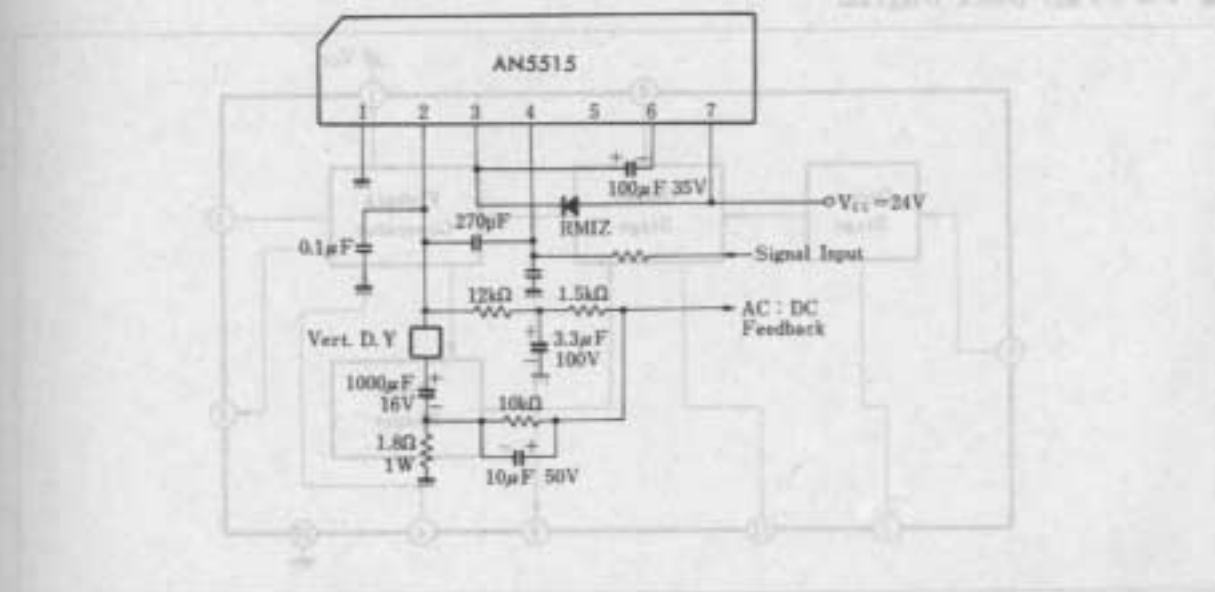 AN5515
1 2 3 4 5 6 7
100μF 35V
VCC=24V
270pF
RM1Z
0.1μF
Signal Input
12kΩ 1.5kΩ
AC : DC
Feedback
Vert. D.Y
3.3μF
100V
1000μF
16V
10kΩ
1.8Ω
1W
10μF 50V